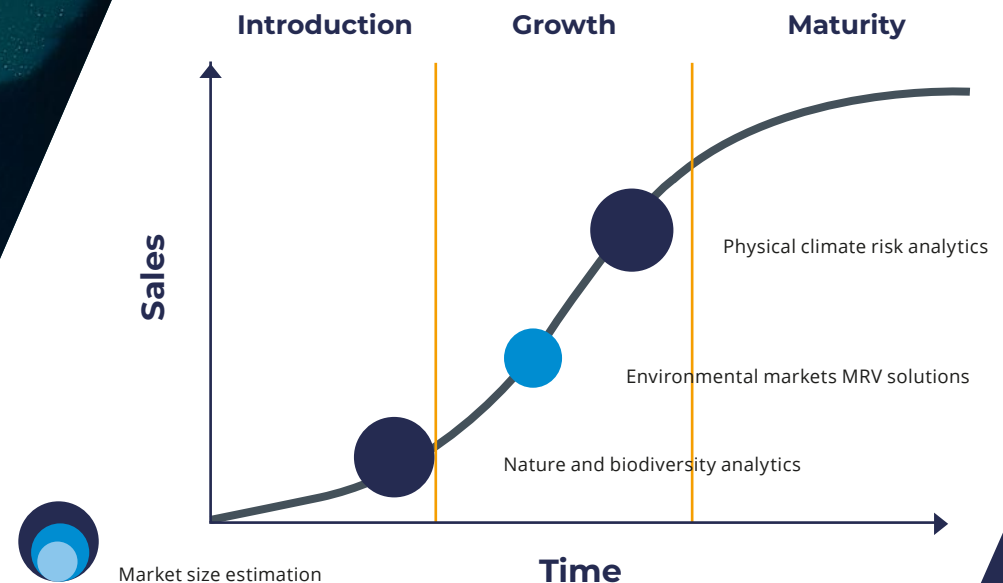 Introduction
Growth
Maturity
Sales
Physical climate risk analytics
Environmental markets MRV solutions
Nature and biodiversity analytics
Market size estimation
Time